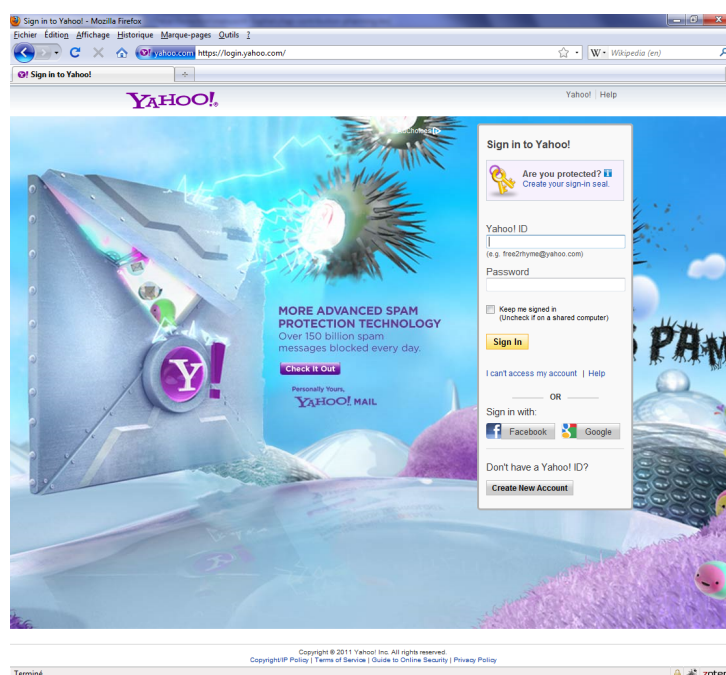 Sign in to Yahoo! - Mozilla Firefox
Fichier Édition Affichage Historique Marque-pages Outils ?
yahoo.com https://login.yahoo.com/
W Wikipedia (en)
Sign in to Yahoo!
YAHOO!
Yahoo! Help
AdChoices
Sign in to Yahoo!
Are you protected?
Create your sign-in seal.
Yahoo! ID
(e.g. free2rhyme@yahoo.com)
Password
Keep me signed in
(Uncheck if on a shared computer)
Sign In
I can't access my account | Help
OR
Sign in with:
Facebook Google
Don't have a Yahoo! ID?
Create New Account
Y!
MORE ADVANCED SPAM
PROTECTION TECHNOLOGY
Over 150 billion spam
messages blocked every day.
Check It Out
Personally Yours,
YAHOO! MAIL
PAM
Copyright © 2011 Yahoo! Inc. All rights reserved.
Copyright/IP Policy | Terms of Service | Guide to Online Security | Privacy Policy
Terminé